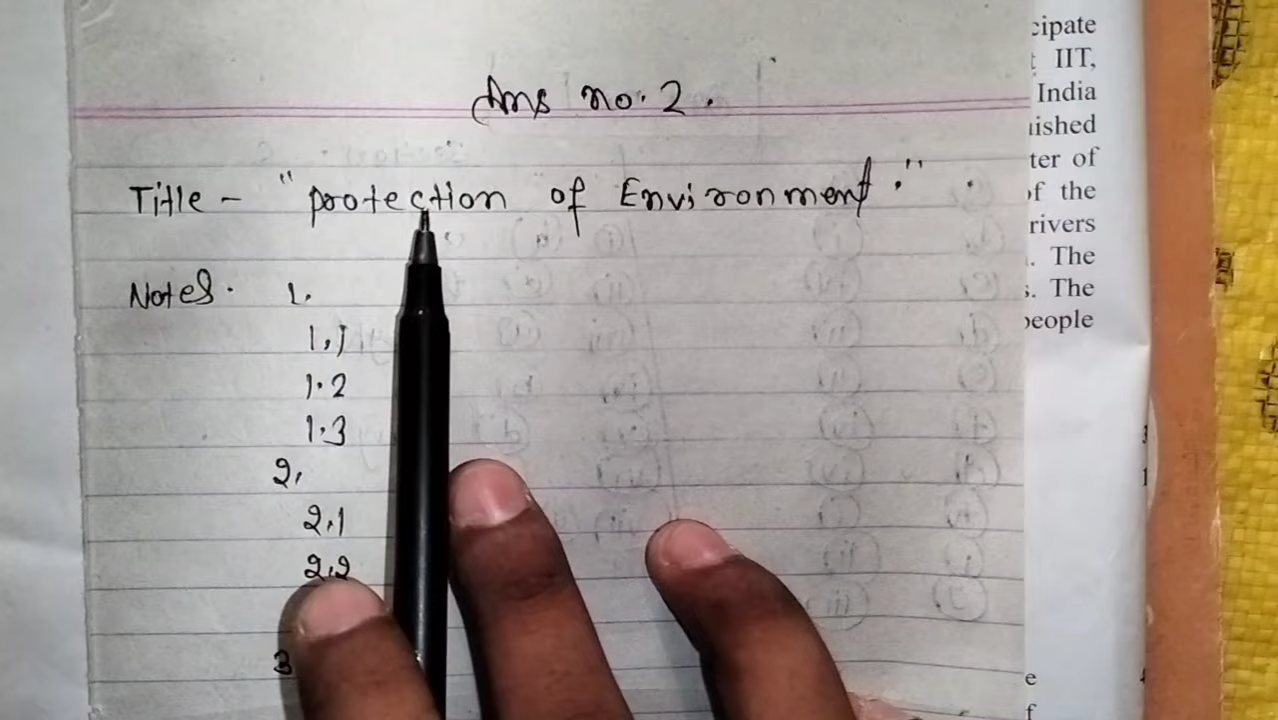 Ans no. 2.
Title - "protection of Environment."
Notes. 1.
1.1
1.2
1.3
2.
2.1
2.2
3
cipate
IIT,
India
uished
ter of
of the
rivers
. The
s. The
people
e
f